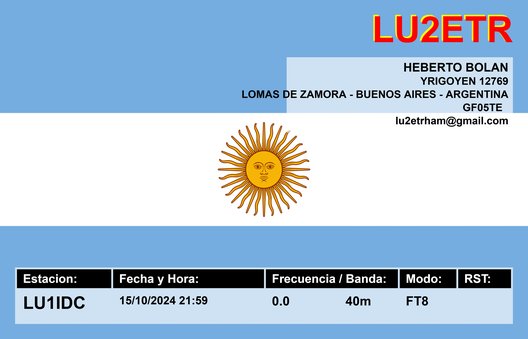 LU2ETR
HEBERTO BOLAN
YRIGOYEN 12769
LOMAS DE ZAMORA - BUENOS AIRES - ARGENTINA
GF05TE
lu2etrham@gmail.com
Estacion: Fecha y Hora: Frecuencia / Banda: Modo: RST:
LU1IDC 15/10/2024 21:59 0.0 40m FT8